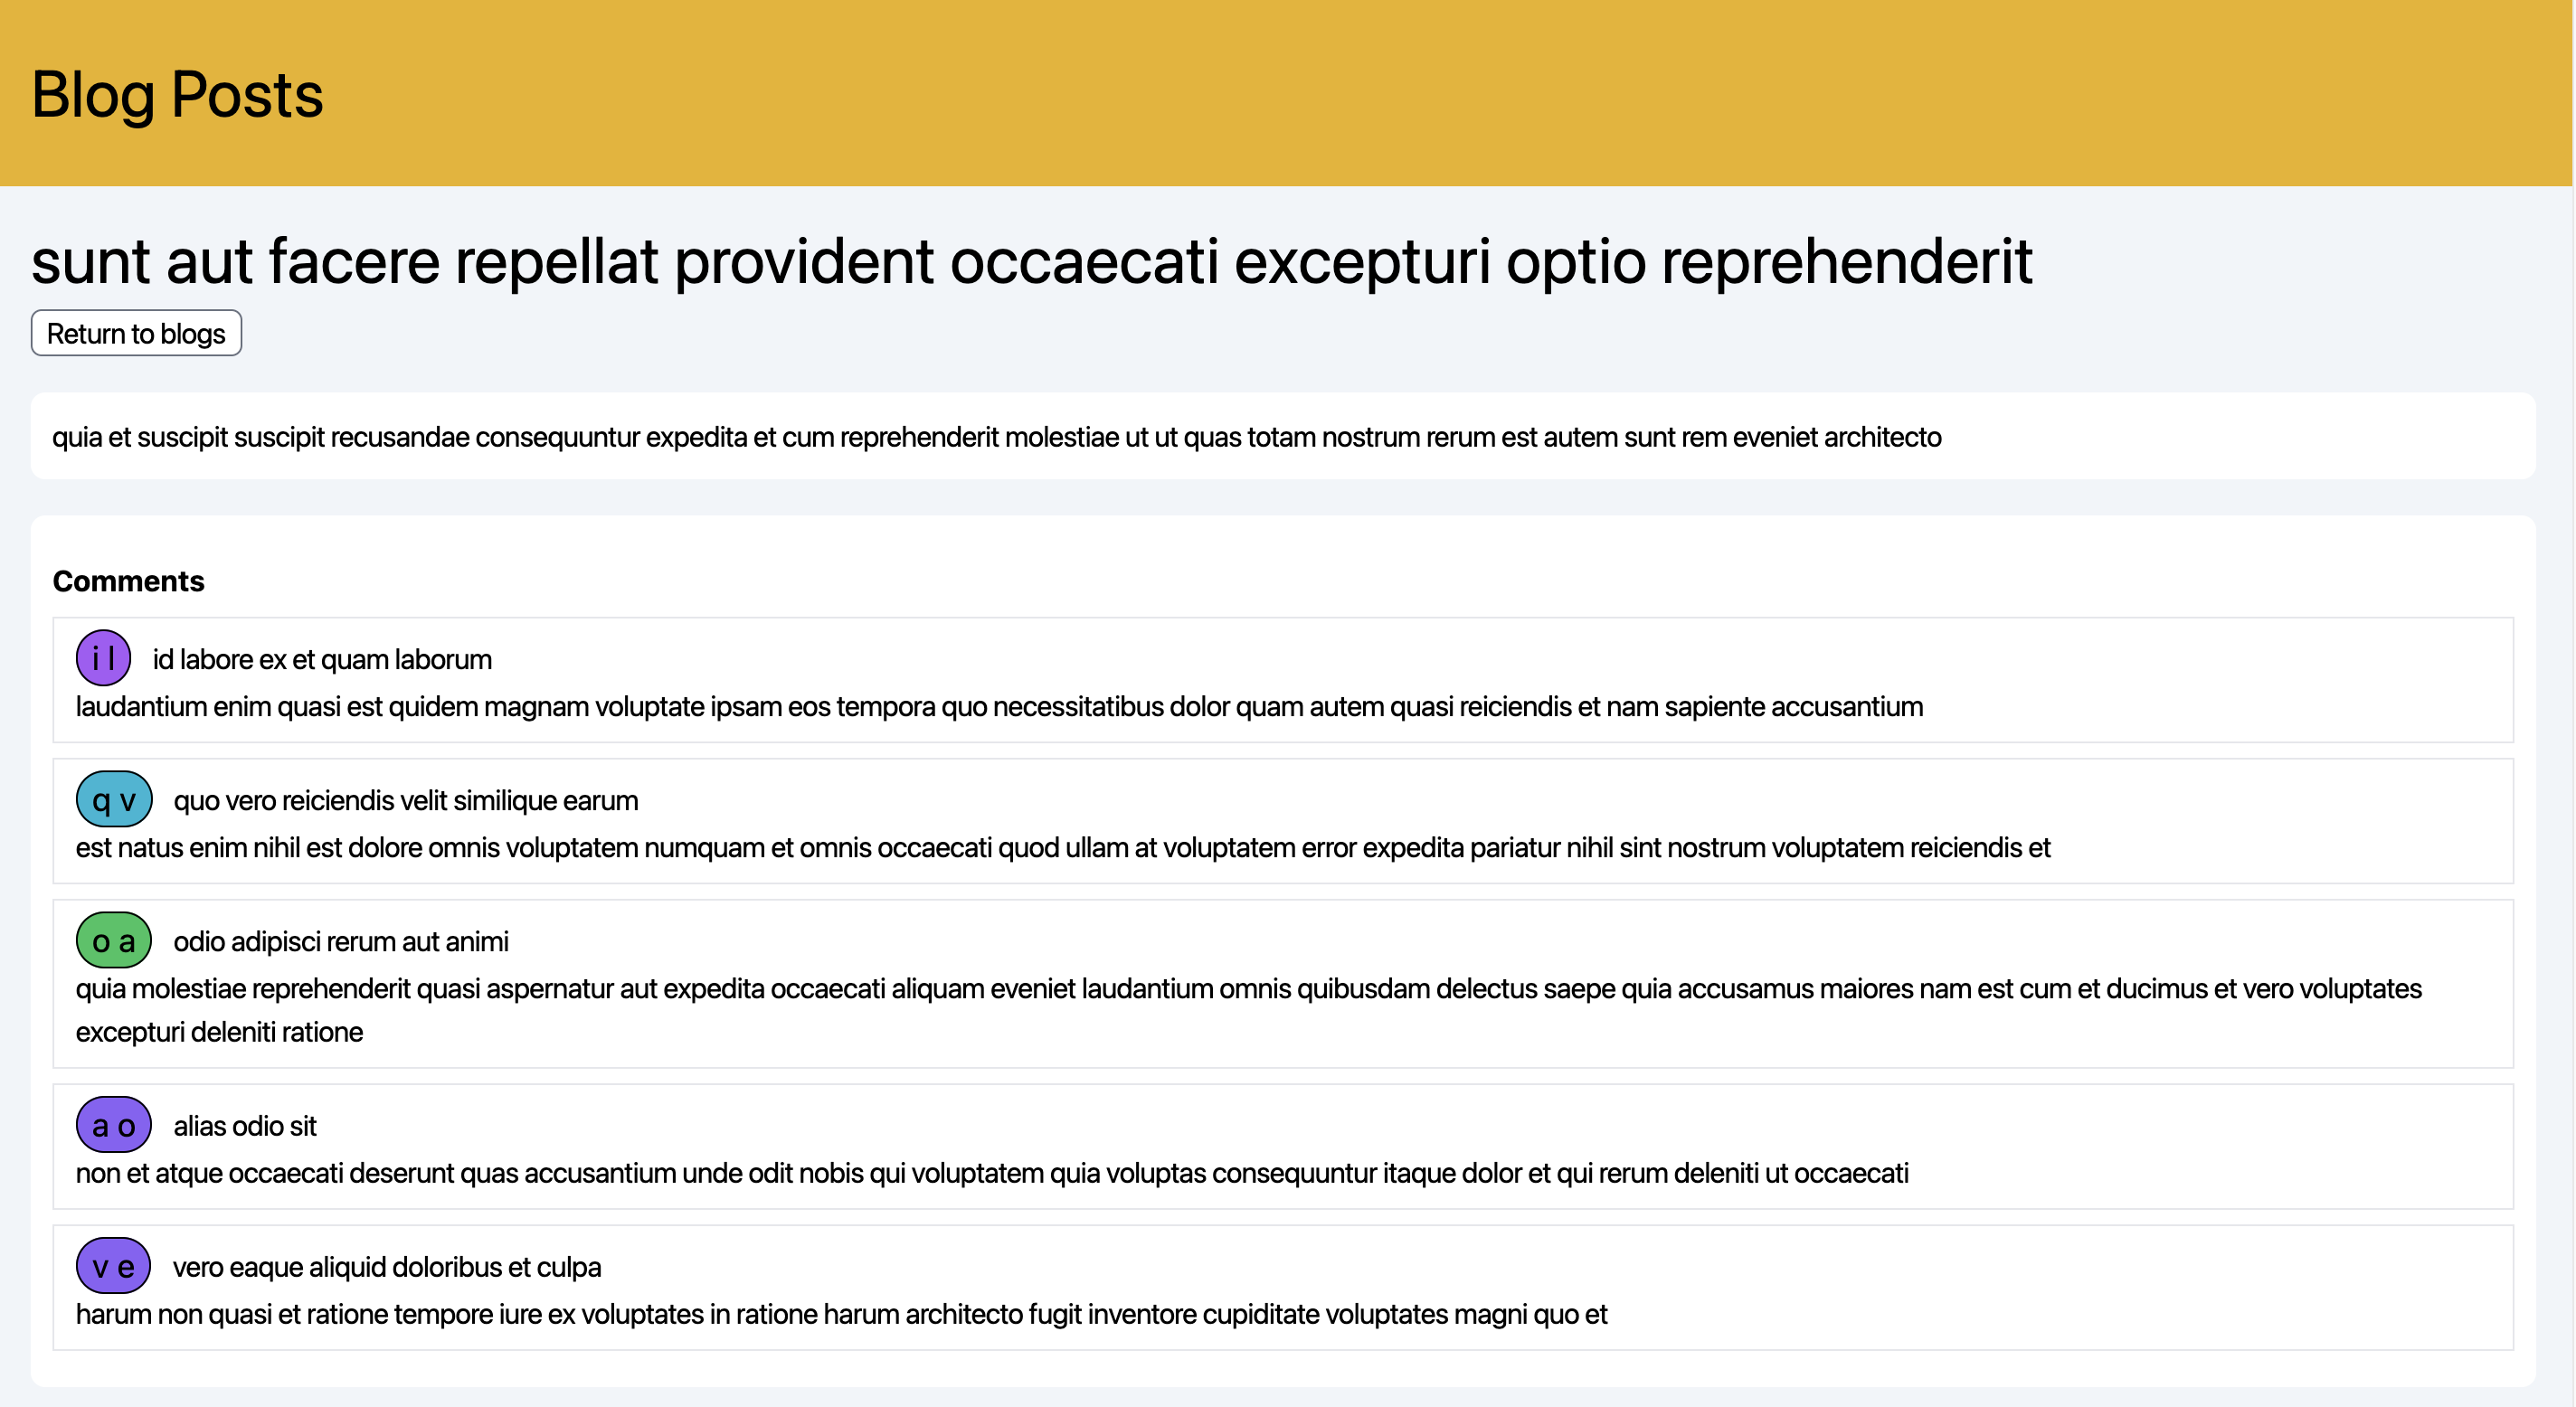 Blog Posts
sunt aut facere repellat provident occaecati excepturi optio reprehenderit
Return to blogs
quia et suscipit suscipit recusandae consequuntur expedita et cum reprehenderit molestiae ut ut quas totam nostrum rerum est autem sunt rem eveniet architecto
Comments
i l id labore ex et quam laborum
laudantium enim quasi est quidem magnam voluptate ipsam eos tempora quo necessitatibus dolor quam autem quasi reiciendis et nam sapiente accusantium
q v quo vero reiciendis velit similique earum
est natus enim nihil est dolore omnis voluptatem numquam et omnis occaecati quod ullam at voluptatem error expedita pariatur nihil sint nostrum voluptatem reiciendis et
o a odio adipisci rerum aut animi
quia molestiae reprehenderit quasi aspernatur aut expedita occaecati aliquam eveniet laudantium omnis quibusdam delectus saepe quia accusamus maiores nam est cum et ducimus et vero voluptates
excepturi deleniti ratione
a o alias odio sit
non et atque occaecati deserunt quas accusantium unde odit nobis qui voluptatem quia voluptas consequuntur itaque dolor et qui rerum deleniti ut occaecati
v e vero eaque aliquid doloribus et culpa
harum non quasi et ratione tempore iure ex voluptates in ratione harum architecto fugit inventore cupiditate voluptates magni quo et